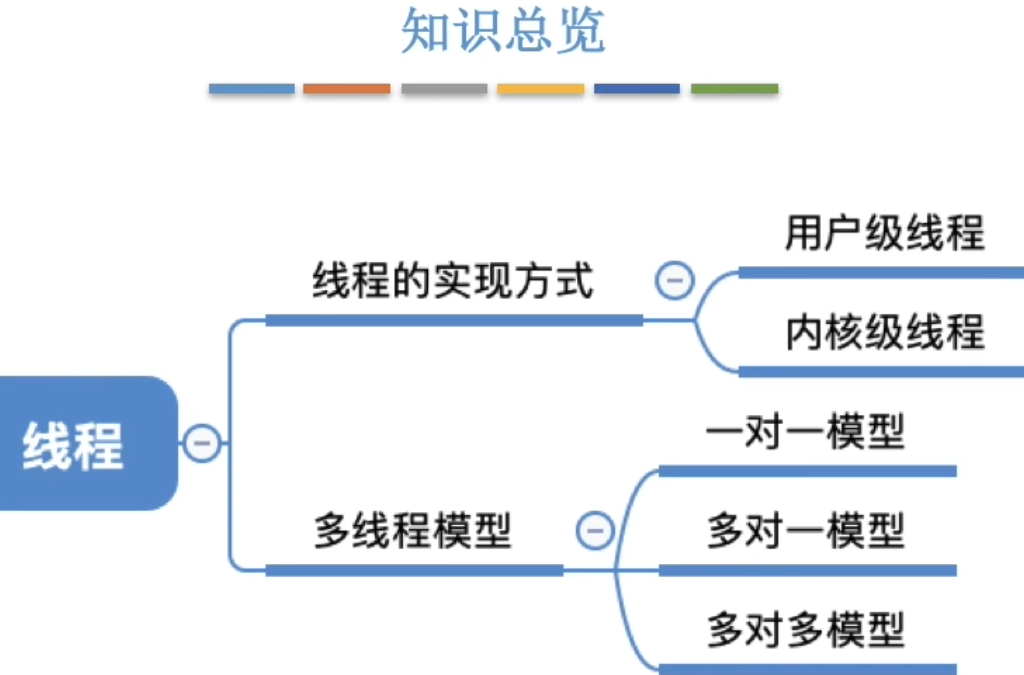 知识总览
用户级线程
线程的实现方式
内核级线程
一对一模型
线程
多线程模型
多对一模型
多对多模型